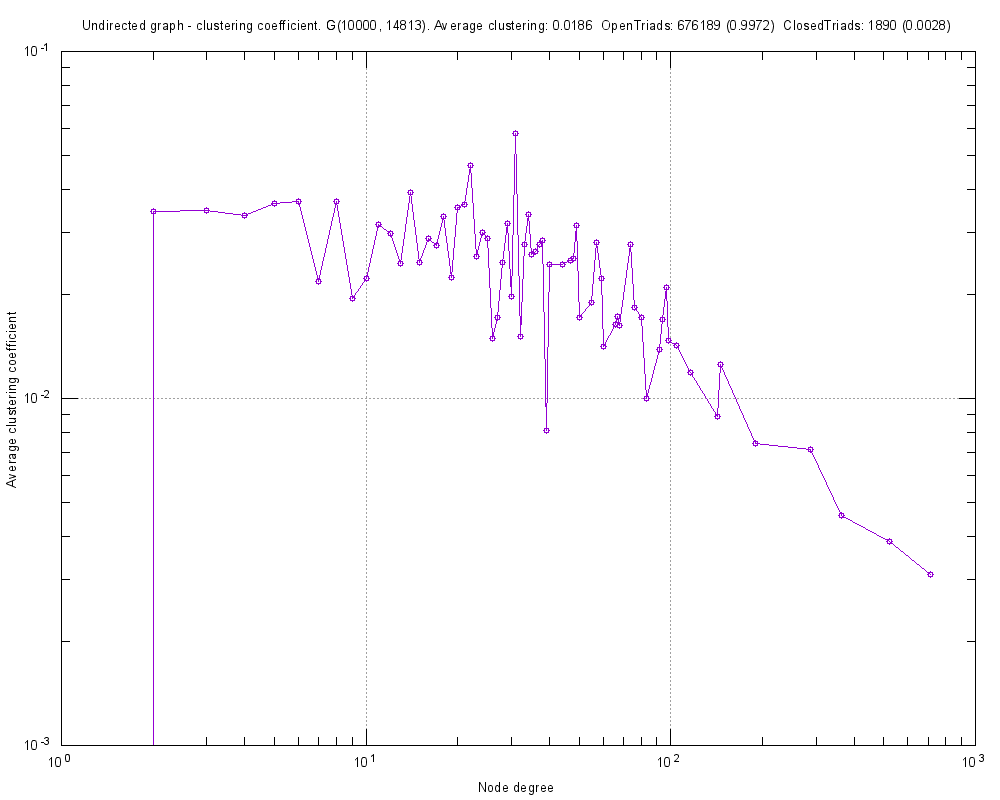 Undirected graph - clustering coefficient. G(10000, 14813). Average clustering: 0.0186 OpenTriads: 676189 (0.9972) ClosedTriads: 1890 (0.0028)
10^-1
10^-2
10^-3
Average clustering coefficient
10^0 10^1 10^2 10^3
Node degree